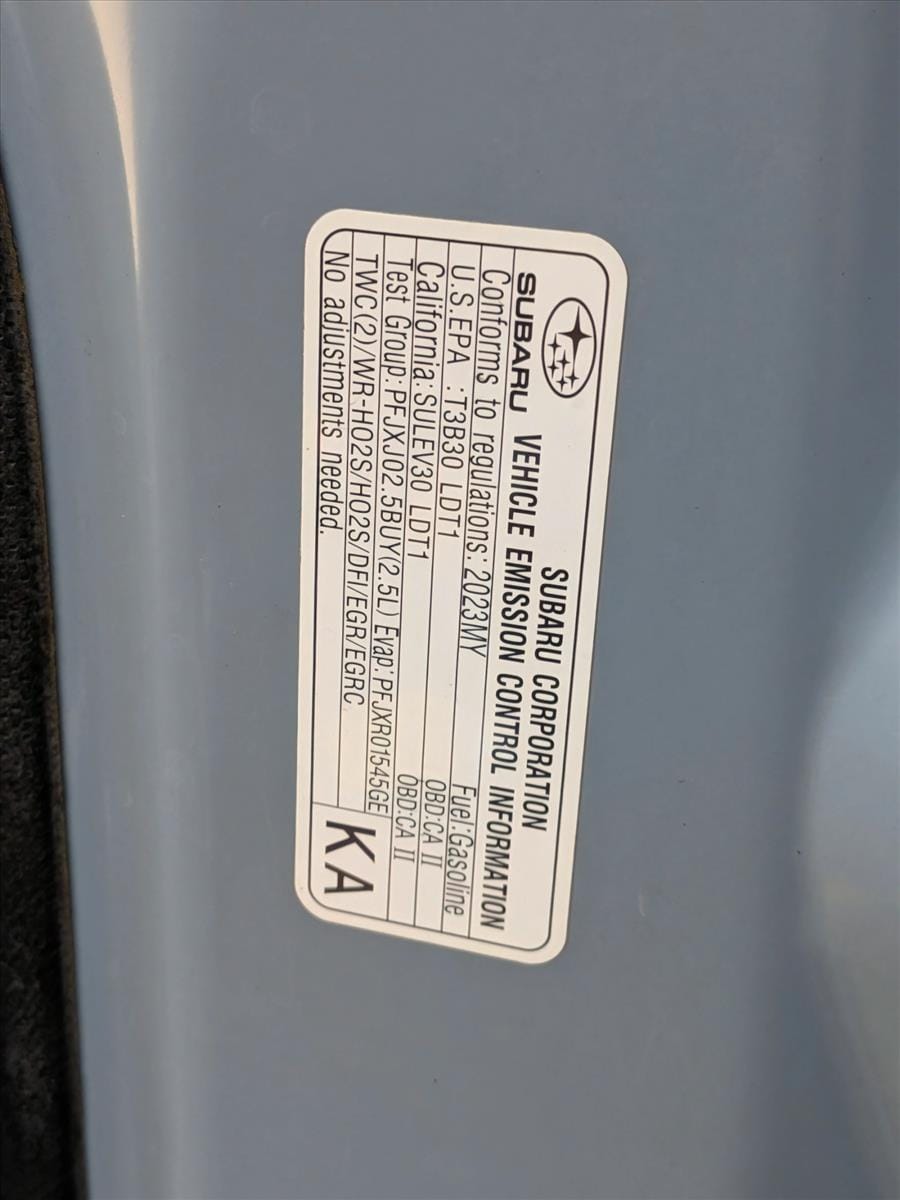 SUBARU CORPORATION
SUBARU VEHICLE EMISSION CONTROL INFORMATION
Conforms to regulations: 2023MY Fuel:Gasoline
U.S.EPA :T3B30 LDT1 OBD:CA II
California:SULEV30 LDT1 OBD:CA II
Test Group:PFJXJ02.5BUY(2.5L) Evap:PFJXR01545GE
TWC(2)/WR-HO2S/HO2S/DFI/EGR/EGRC
No adjustments needed.
KA